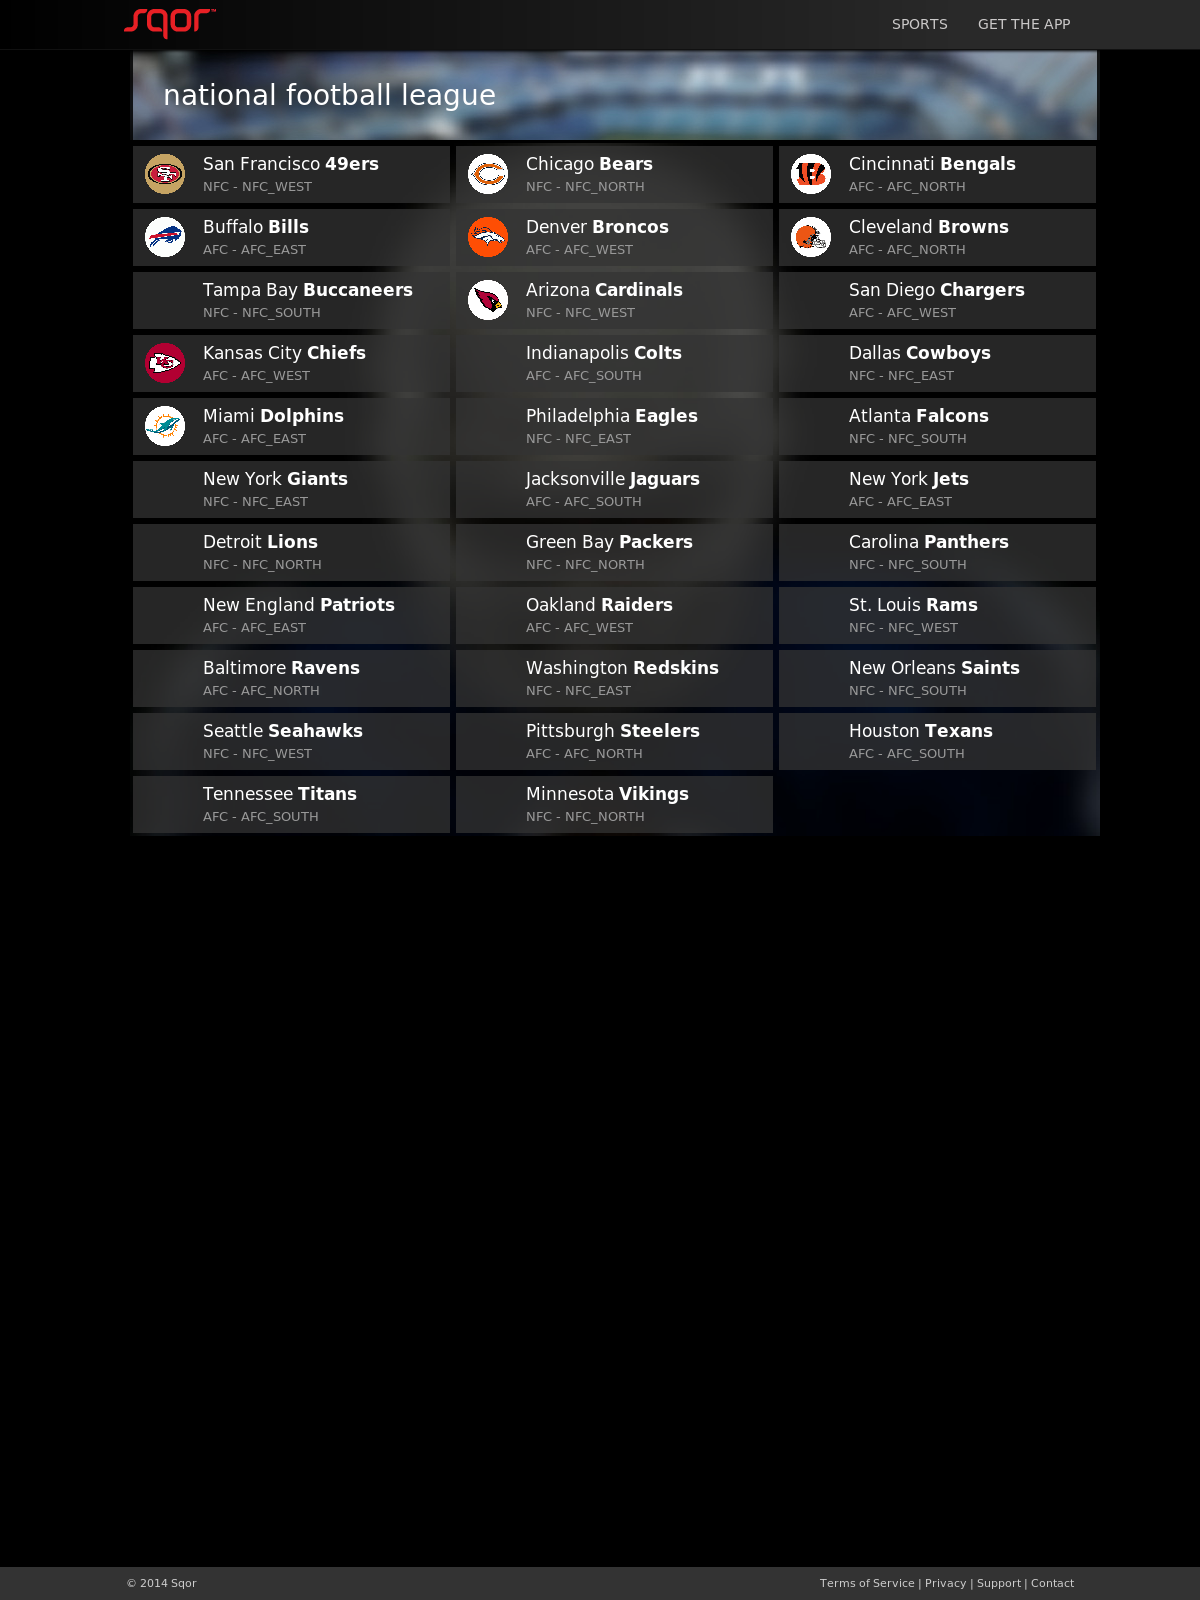 sqor™
SPORTS
GET THE APP
national football league
San Francisco 49ers
NFC - NFC_WEST
Chicago Bears
NFC - NFC_NORTH
Cincinnati Bengals
AFC - AFC_NORTH
Buffalo Bills
AFC - AFC_EAST
Denver Broncos
AFC - AFC_WEST
Cleveland Browns
AFC - AFC_NORTH
Tampa Bay Buccaneers
NFC - NFC_SOUTH
Arizona Cardinals
NFC - NFC_WEST
San Diego Chargers
AFC - AFC_WEST
Kansas City Chiefs
AFC - AFC_WEST
Indianapolis Colts
AFC - AFC_SOUTH
Dallas Cowboys
NFC - NFC_EAST
Miami Dolphins
AFC - AFC_EAST
Philadelphia Eagles
NFC - NFC_EAST
Atlanta Falcons
NFC - NFC_SOUTH
New York Giants
NFC - NFC_EAST
Jacksonville Jaguars
AFC - AFC_SOUTH
New York Jets
AFC - AFC_EAST
Detroit Lions
NFC - NFC_NORTH
Green Bay Packers
NFC - NFC_NORTH
Carolina Panthers
NFC - NFC_SOUTH
New England Patriots
AFC - AFC_EAST
Oakland Raiders
AFC - AFC_WEST
St. Louis Rams
NFC - NFC_WEST
Baltimore Ravens
AFC - AFC_NORTH
Washington Redskins
NFC - NFC_EAST
New Orleans Saints
NFC - NFC_SOUTH
Seattle Seahawks
NFC - NFC_WEST
Pittsburgh Steelers
AFC - AFC_NORTH
Houston Texans
AFC - AFC_SOUTH
Tennessee Titans
AFC - AFC_SOUTH
Minnesota Vikings
NFC - NFC_NORTH
© 2014 Sqor
Terms of Service | Privacy | Support | Contact